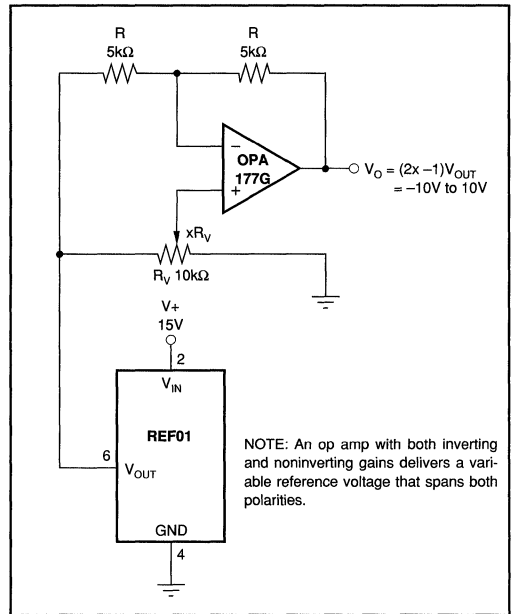 R
5kΩ
R
5kΩ
−
OPA
177G
+
V_O = (2x −1)V_OUT
= −10V to 10V
xR_V
R_V 10kΩ
V+
15V
2
V_IN
REF01
6
V_OUT
GND
4
NOTE: An op amp with both inverting
and noninverting gains delivers a vari-
able reference voltage that spans both
polarities.